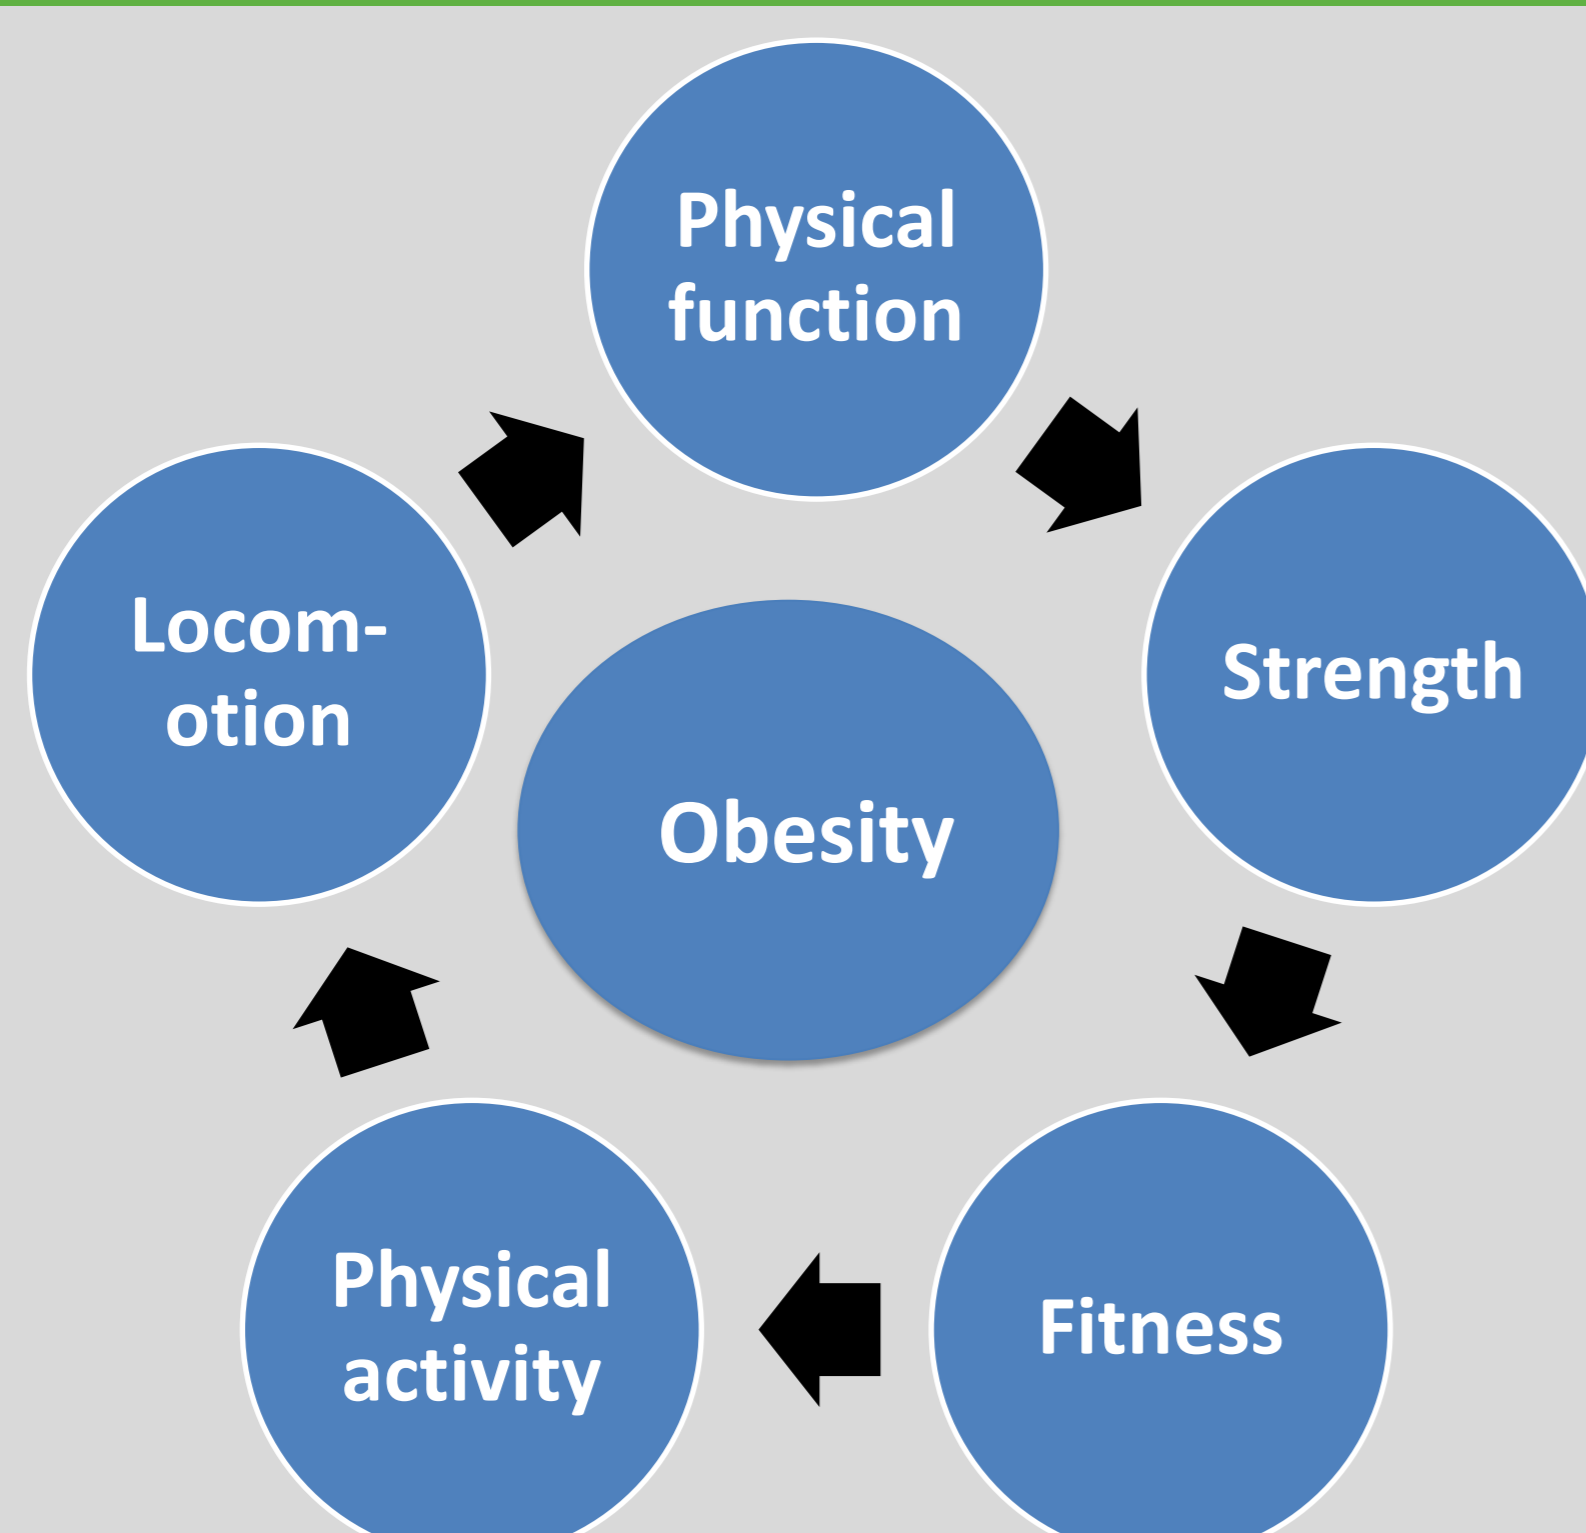 Physical
function
Strength
Fitness
Physical
activity
Locom-
otion
Obesity